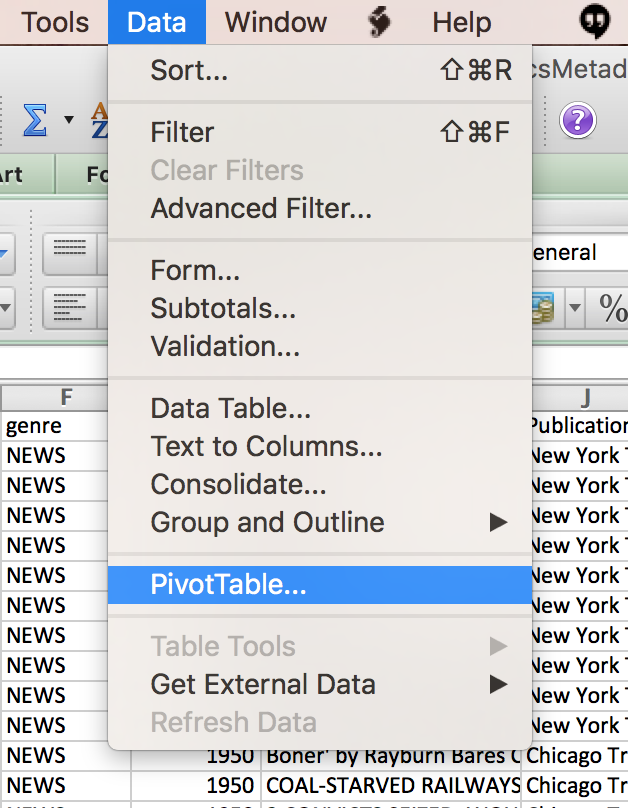 Tools Data Window Help
Sort... ⇧⌘R
csMetad
Σ A Z ?
Filter ⇧⌘F
Clear Filters
Art Fo
Advanced Filter...
Form... eneral
Subtotals... %
Validation...
F J
Data Table...
genre Publication
Text to Columns...
NEWS New York T
Consolidate...
NEWS New York T
Group and Outline
NEWS New York T
NEWS New York T
PivotTable...
NEWS New York T
NEWS New York T
Table Tools
NEWS New York T
NEWS New York T
Get External Data
NEWS New York T
Refresh Data
NEWS New York T
NEWS 1950 Boner' by Rayburn Bares C Chicago Tr
NEWS 1950 COAL-STARVED RAILWAYS Chicago Tr